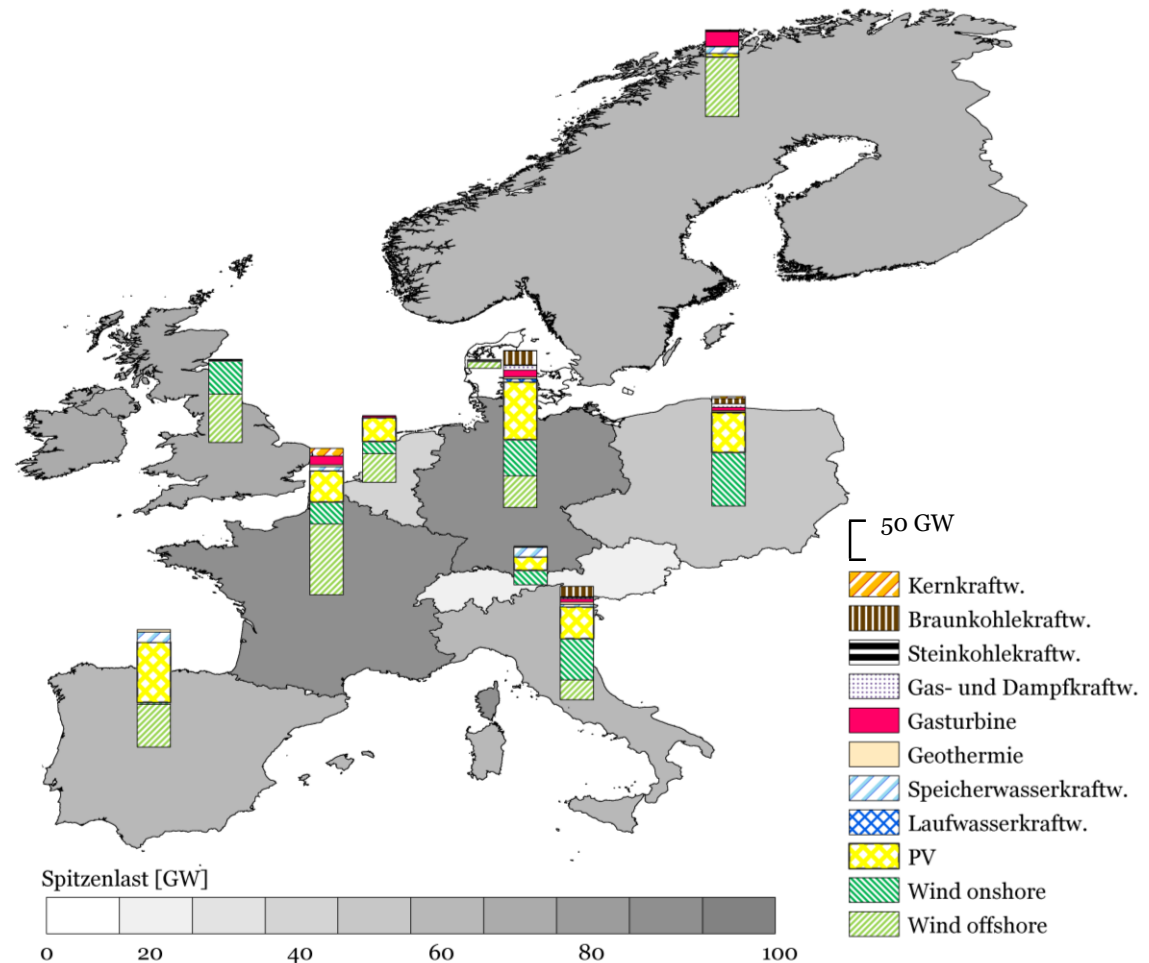 50 GW
Kernkraftw.
Braunkohlekraftw.
Steinkohlekraftw.
Gas- und Dampfkraftw.
Gasturbine
Geothermie
Speicherwasserkraftw.
Laufwasserkraftw.
PV
Wind onshore
Wind offshore
Spitzenlast [GW]
0 20 40 60 80 100